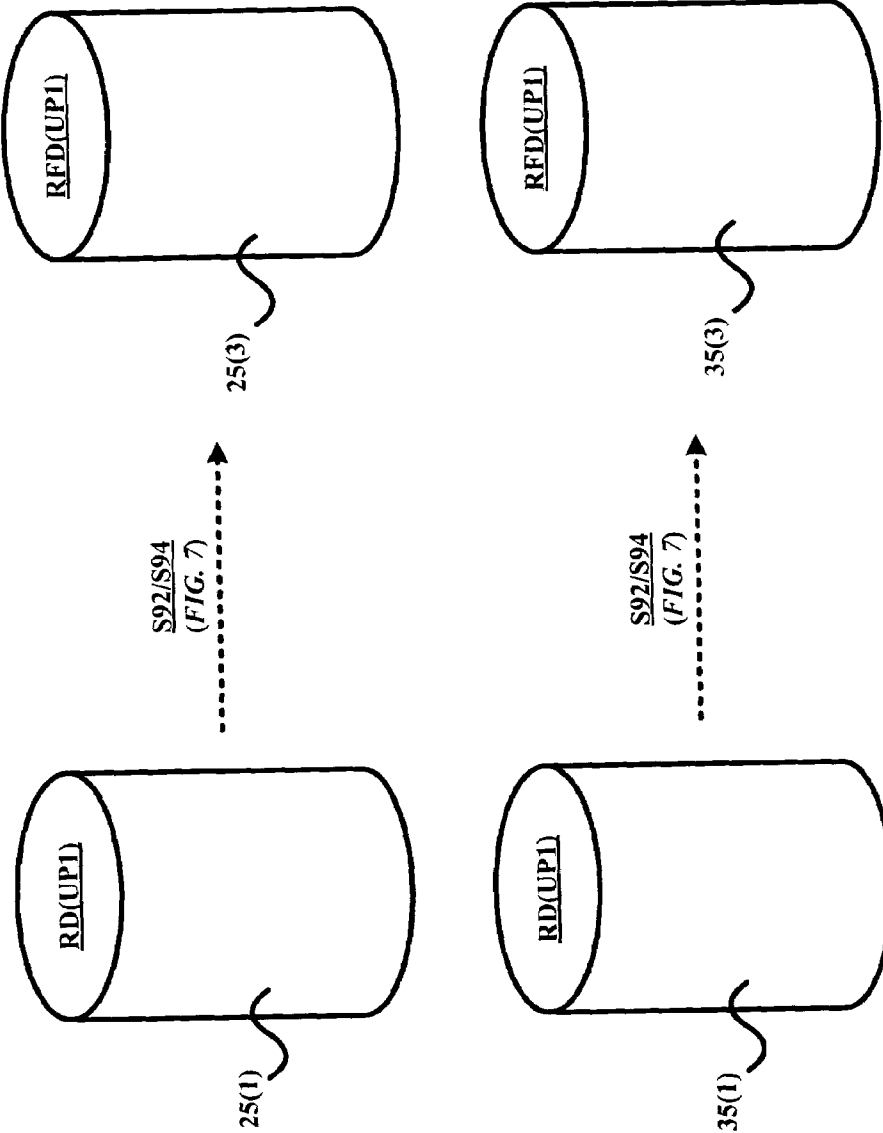 RD(UP1)
25(1)
S92/S94
(FIG. 7)
RFD(UP1)
25(3)
RD(UP1)
35(1)
S92/S94
(FIG. 7)
RFD(UP1)
35(3)